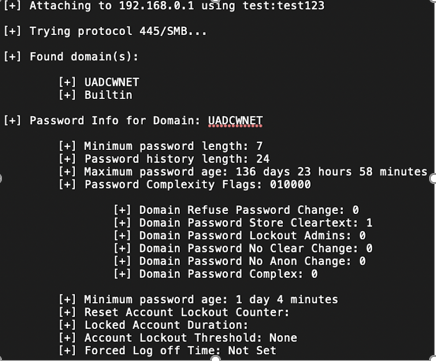 [+] Attaching to 192.168.0.1 using test:test123
[+] Trying protocol 445/SMB...
[+] Found domain(s):
[+] UADCWNET
[+] Builtin
[+] Password Info for Domain: UADCWNET
[+] Minimum password length: 7
[+] Password history length: 24
[+] Maximum password age: 136 days 23 hours 58 minutes
[+] Password Complexity Flags: 010000
[+] Domain Refuse Password Change: 0
[+] Domain Password Store Cleartext: 1
[+] Domain Password Lockout Admins: 0
[+] Domain Password No Clear Change: 0
[+] Domain Password No Anon Change: 0
[+] Domain Password Complex: 0
[+] Minimum password age: 1 day 4 minutes
[+] Reset Account Lockout Counter:
[+] Locked Account Duration:
[+] Account Lockout Threshold: None
[+] Forced Log off Time: Not Set